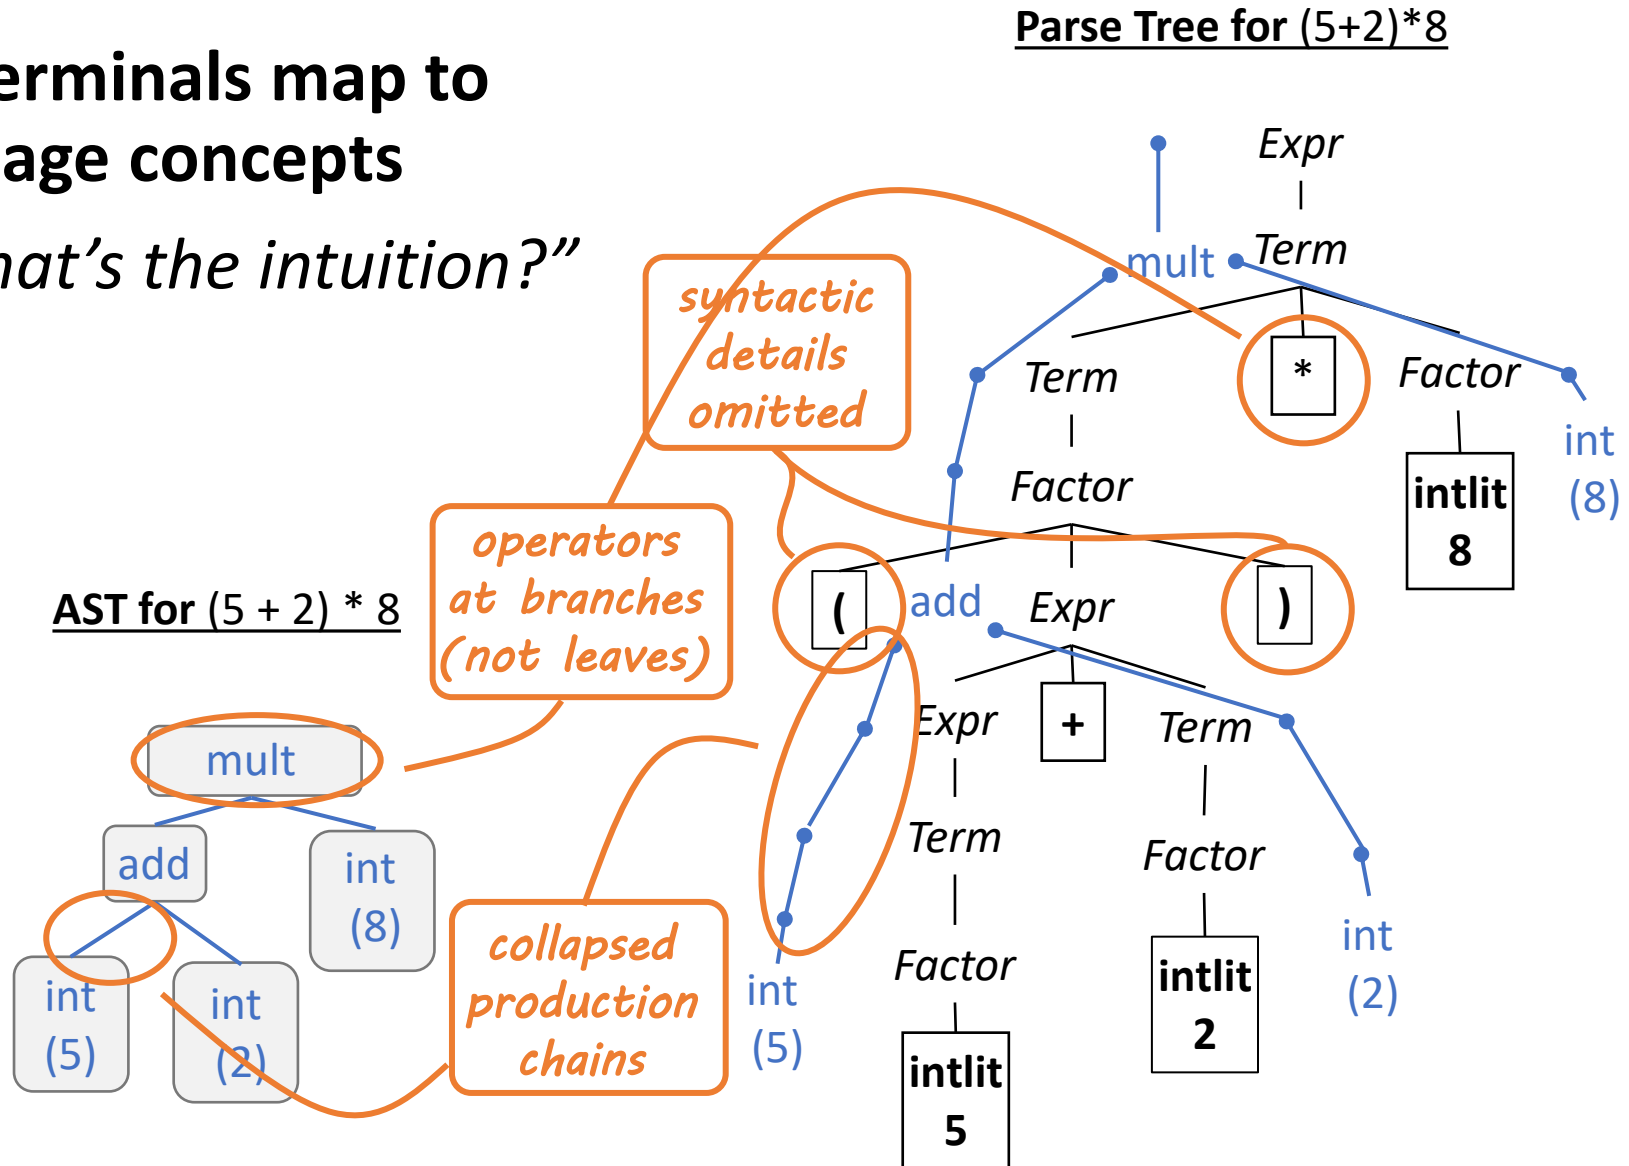 Parse Tree for (5+2)*8
erminals map to
age concepts
hat’s the intuition?”
Expr
mult
Term
syntactic
details
omitted
Term
*
Factor
int
(8)
Factor
intlit
8
operators
at branches
(not leaves)
AST for (5 + 2) * 8
(
add
Expr
)
Expr
+
Term
mult
add
int
(8)
Term
Factor
int
(5)
int
(2)
collapsed
production
chains
int
(5)
Factor
intlit
2
int
(2)
intlit
5